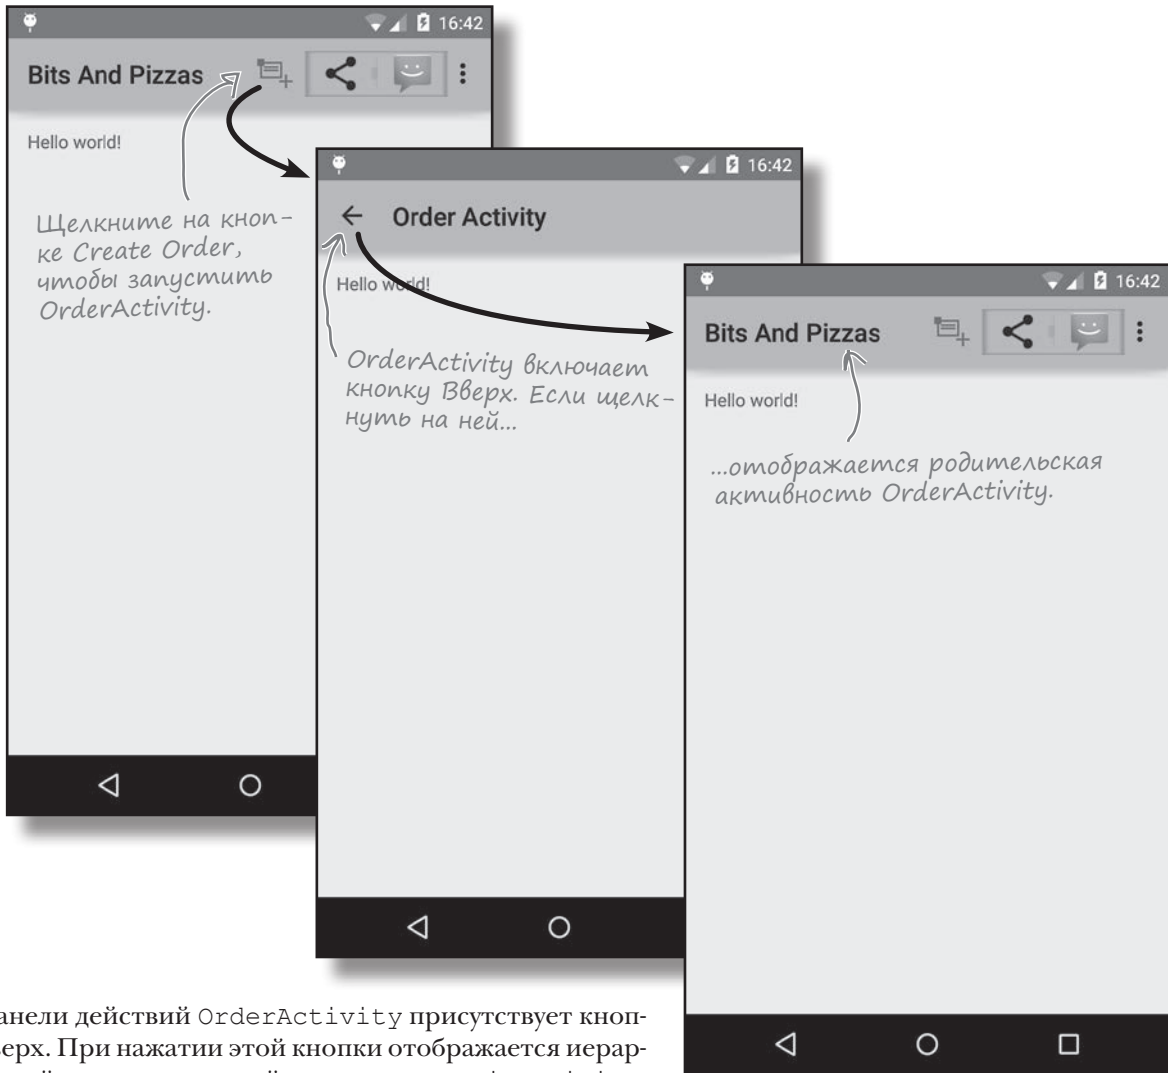 16:42
Bits And Pizzas
Hello world!
Щелкните на кноп-
ке Create Order,
чтобы запустить
OrderActivity.
16:42
Order Activity
Hello world!
OrderActivity включает
кнопку Вверх. Если щелк-
нуть на ней...
16:42
Bits And Pizzas
Hello world!
...отображается родительская
активность OrderActivity.
анели действий OrderActivity присутствует кноп-
верх. При нажатии этой кнопки отображается иерар-